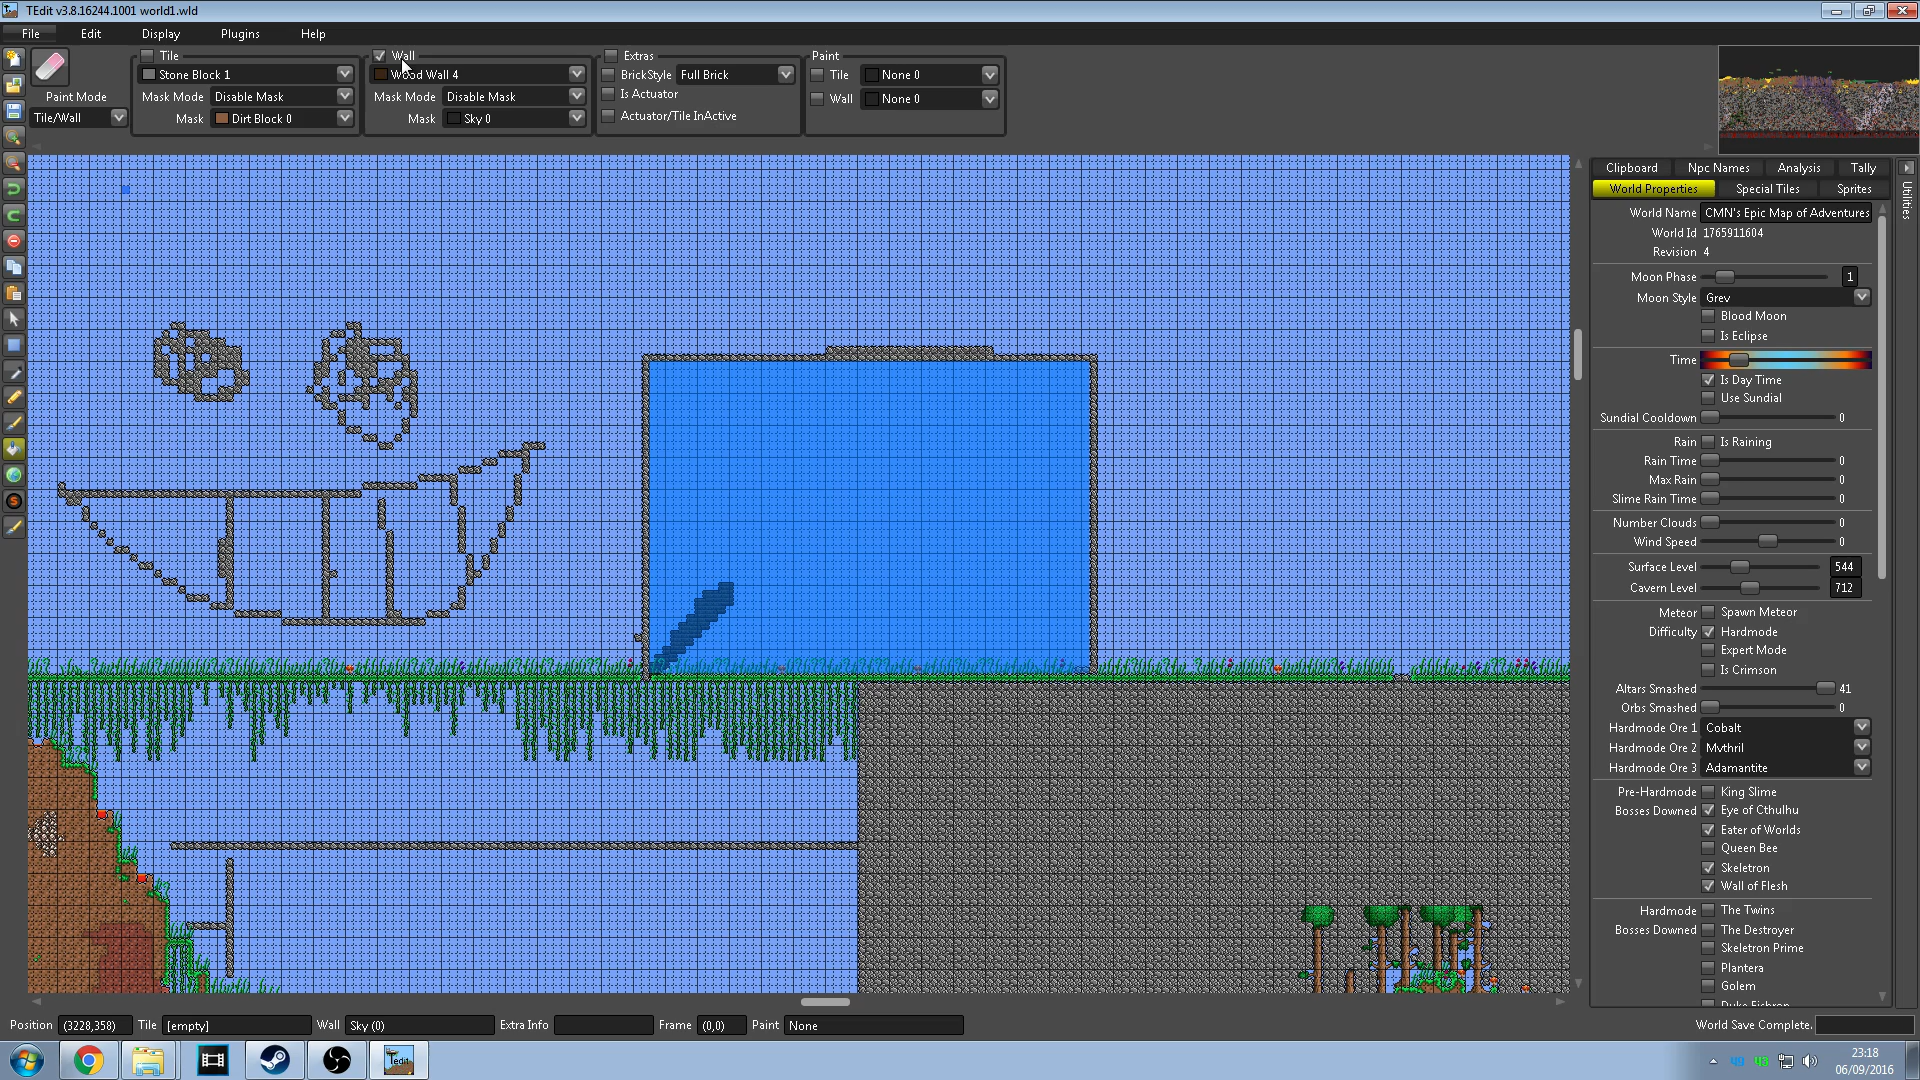 TEdit v3.8.16244.1001 world1.wld
File Edit Display Plugins Help
Tile Wall Extras Paint
Stone Block 1 Wood Wall 4 BrickStyle Full Brick Tile None 0
Paint Mode Mask Mode Disable Mask Mask Mode Disable Mask Is Actuator Wall None 0
Tile/Wall Mask Dirt Block 0 Mask Sky 0 Actuator/Tile InActive
Clipboard Npc Names Analysis Tally
World Properties Special Tiles Sprites
Utilities
World Name CMN's Epic Map of Adventures
World Id 1765911604
Revision 4
Moon Phase 1
Moon Style Grey
Blood Moon
Is Eclipse
Time
Is Day Time
Use Sundial
Sundial Cooldown 0
Rain Is Raining
Rain Time 0
Max Rain 0
Slime Rain Time 0
Number Clouds 0
Wind Speed 0
Surface Level 544
Cavern Level 712
Meteor Spawn Meteor
Difficulty Hardmode
Expert Mode
Is Crimson
Altars Smashed 41
Orbs Smashed 0
Hardmode Ore 1 Cobalt
Hardmode Ore 2 Mythril
Hardmode Ore 3 Adamantite
Pre-Hardmode King Slime
Bosses Downed Eye of Cthulhu
Eater of Worlds
Queen Bee
Skeletron
Wall of Flesh
Hardmode The Twins
Bosses Downed The Destroyer
Skeletron Prime
Plantera
Golem
Duke Fishron
Position (3228,358) Tile [empty] Wall Sky (0) Extra Info Frame (0,0) Paint None World Save Complete.
Tedit
49 43
23:18
06/09/2016